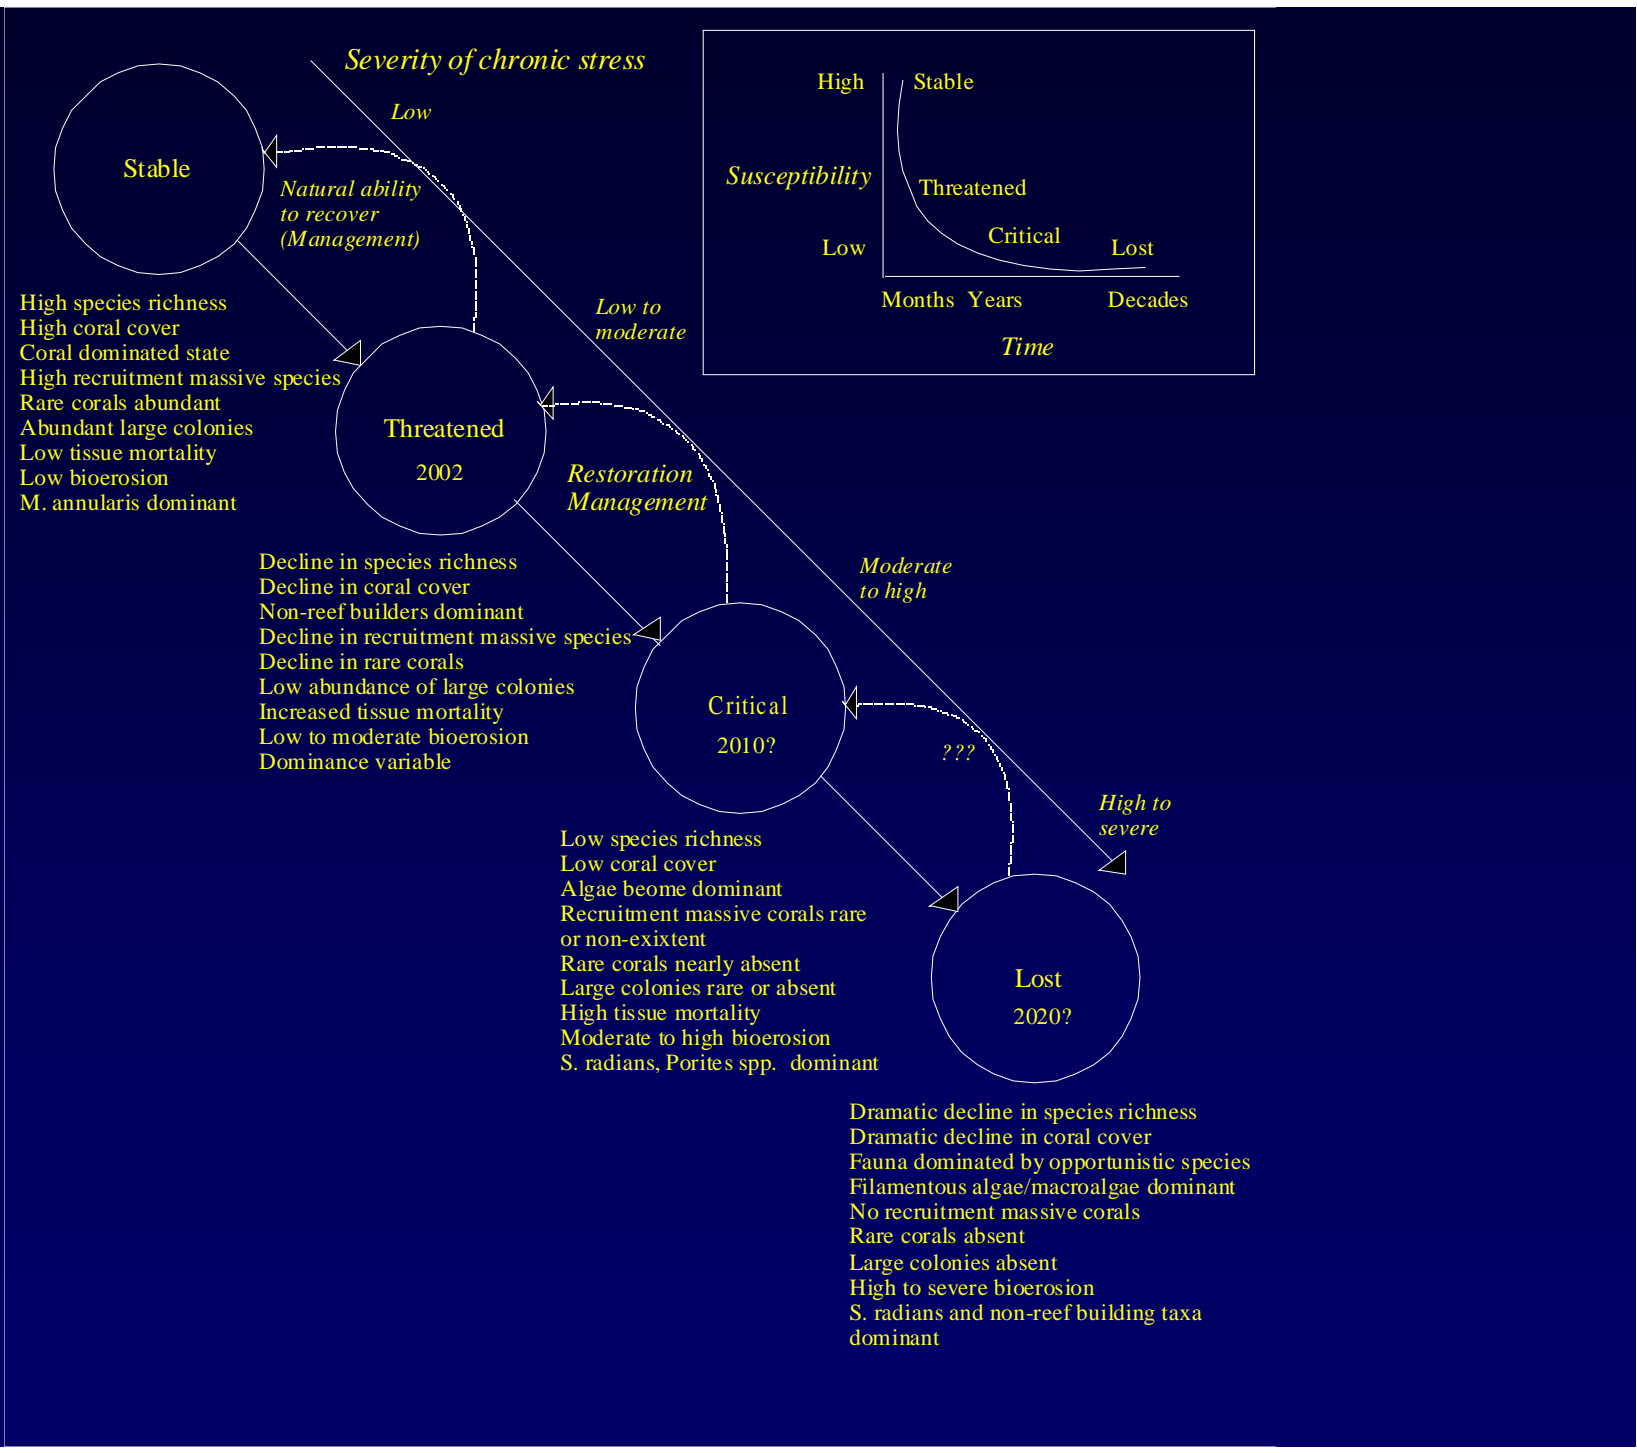 Severity of chronic stress
Low
Stable
Natural ability
to recover
(Management)
High species richness
High coral cover
Coral dominated state
High recruitment massive species
Rare corals abundant
Abundant large colonies
Low tissue mortality
Low bioerosion
M. annularis dominant
Low to
moderate
Threatened
2002
Restoration
Management
Decline in species richness
Decline in coral cover
Non-reef builders dominant
Decline in recruitment massive species
Decline in rare corals
Low abundance of large colonies
Increased tissue mortality
Low to moderate bioerosion
Dominance variable
Moderate
to high
Critical
2010?
???
Low species richness
Low coral cover
Algae beome dominant
Recruitment massive corals rare
or non-exixtent
Rare corals nearly absent
Large colonies rare or absent
High tissue mortality
Moderate to high bioerosion
S. radians, Porites spp. dominant
High to
severe
Lost
2020?
Dramatic decline in species richness
Dramatic decline in coral cover
Fauna dominated by opportunistic species
Filamentous algae/macroalgae dominant
No recruitment massive corals
Rare corals absent
Large colonies absent
High to severe bioerosion
S. radians and non-reef building taxa
dominant
High
Stable
Susceptibility
Threatened
Critical
Lost
Low
Months Years Decades
Time